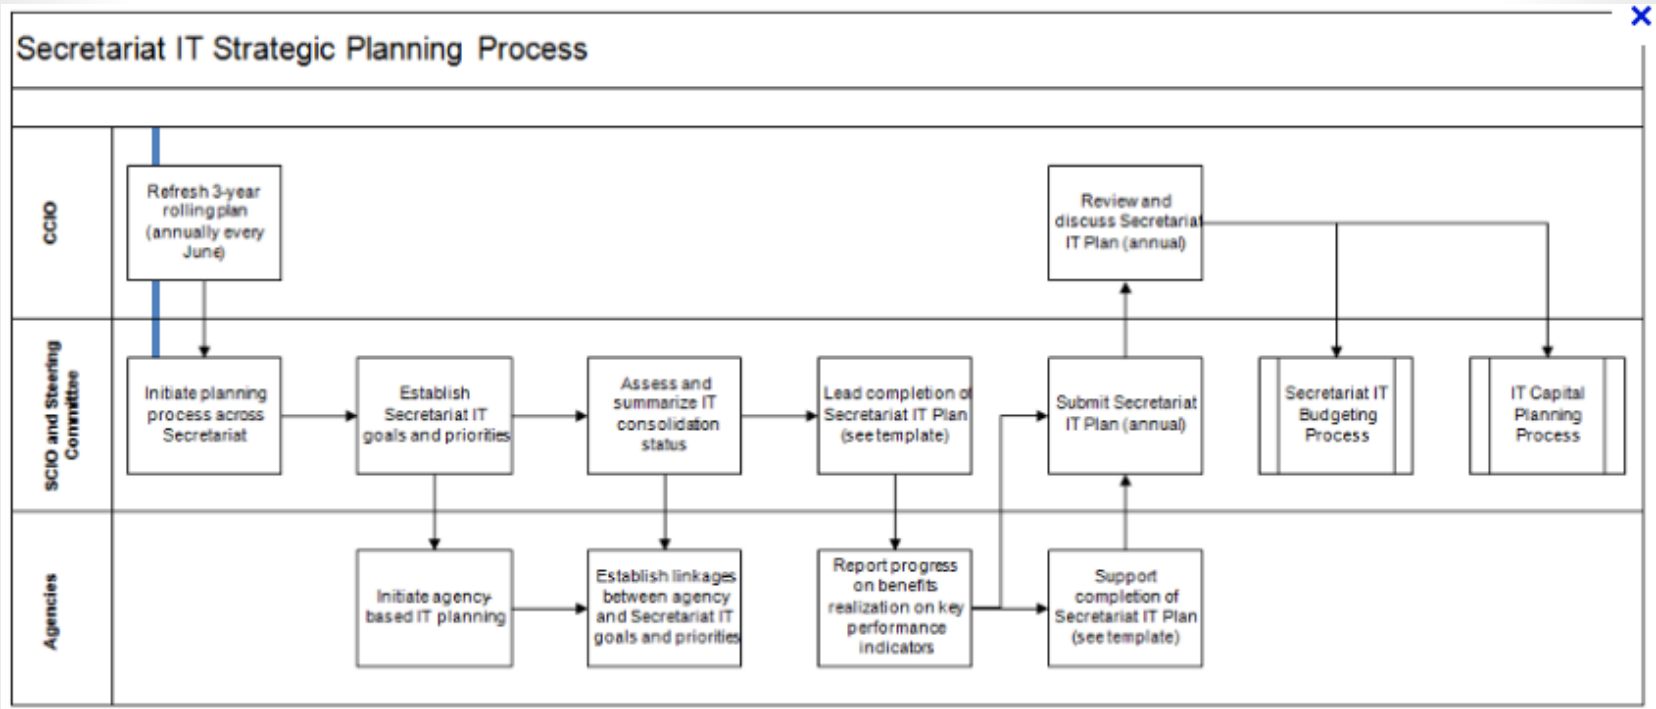 Secretariat IT Strategic Planning Process
CCIO
Refresh 3-year
rolling plan
(annually every
June)
Review and
discuss Secretariat
IT Plan (annual)
SCIO and Steering
Committee
Initiate planning
process across
Secretariat
Establish
Secretariat IT
goals and priorities
Assess and
summarize IT
consolidation
status
Lead completion of
Secretariat IT Plan
(see template)
Submit Secretariat
IT Plan (annual)
Secretariat IT
Budgeting
Process
IT Capital
Planning
Process
Agencies
Initiate agency-
based IT planning
Establish linkages
between agency
and Secretariat IT
goals and priorities
Report progress
on benefits
realization on key
performance
indicators
Support
completion of
Secretariat IT Plan
(see template)